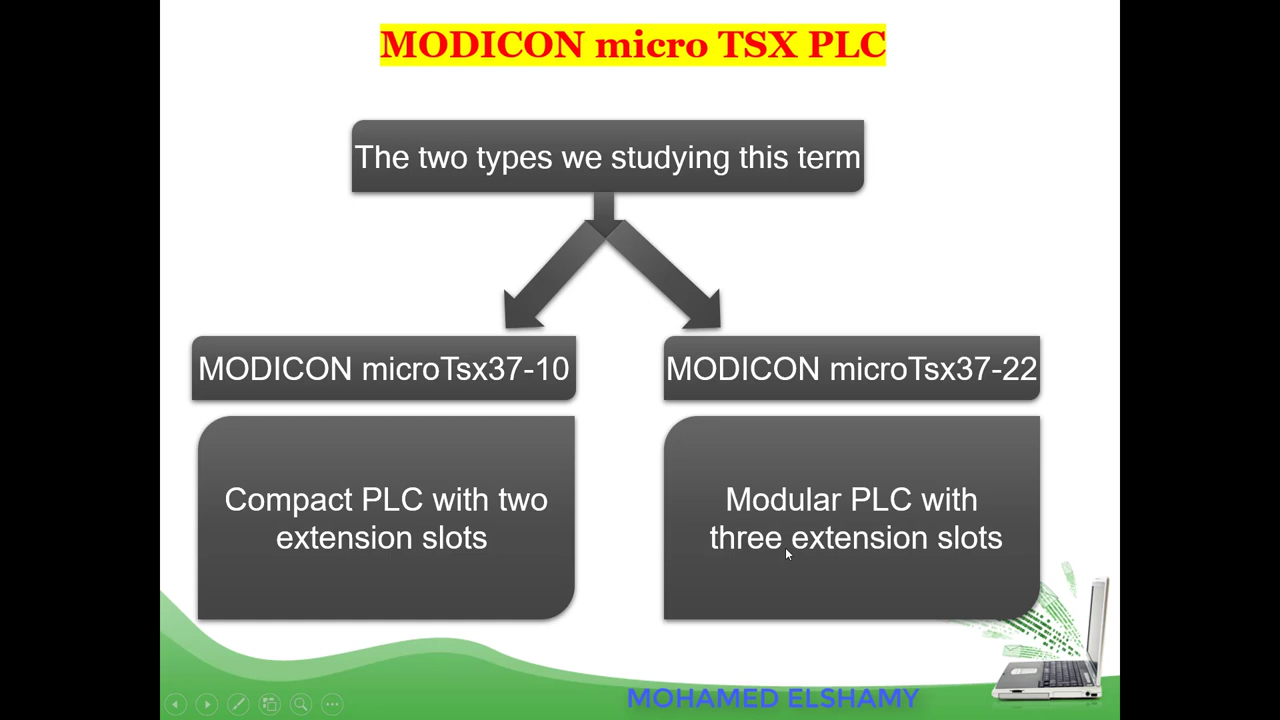 MODICON micro TSX PLC
The two types we studying this term
MODICON microTsx37-10
MODICON microTsx37-22
Compact PLC with two
extension slots
Modular PLC with
three extension slots
MOHAMED ELSHAMY